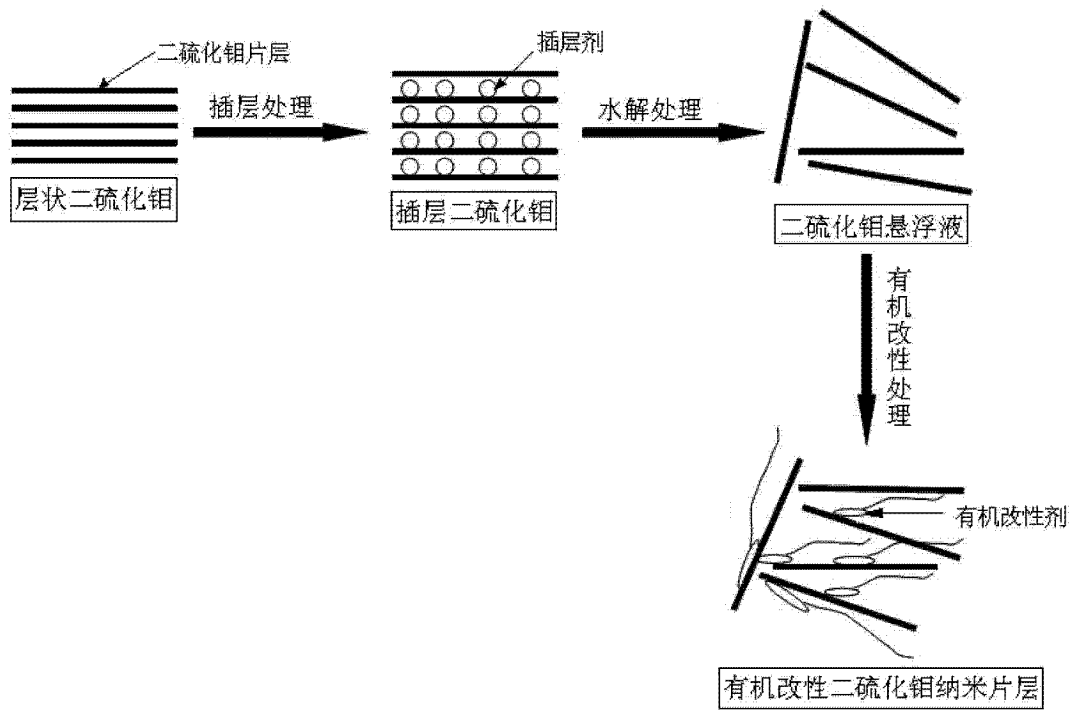 二硫化钼片层
插层处理
层状二硫化钼
插层剂
水解处理
插层二硫化钼
二硫化钼悬浮液
有机改性处理
有机改性剂
有机改性二硫化钼纳米片层